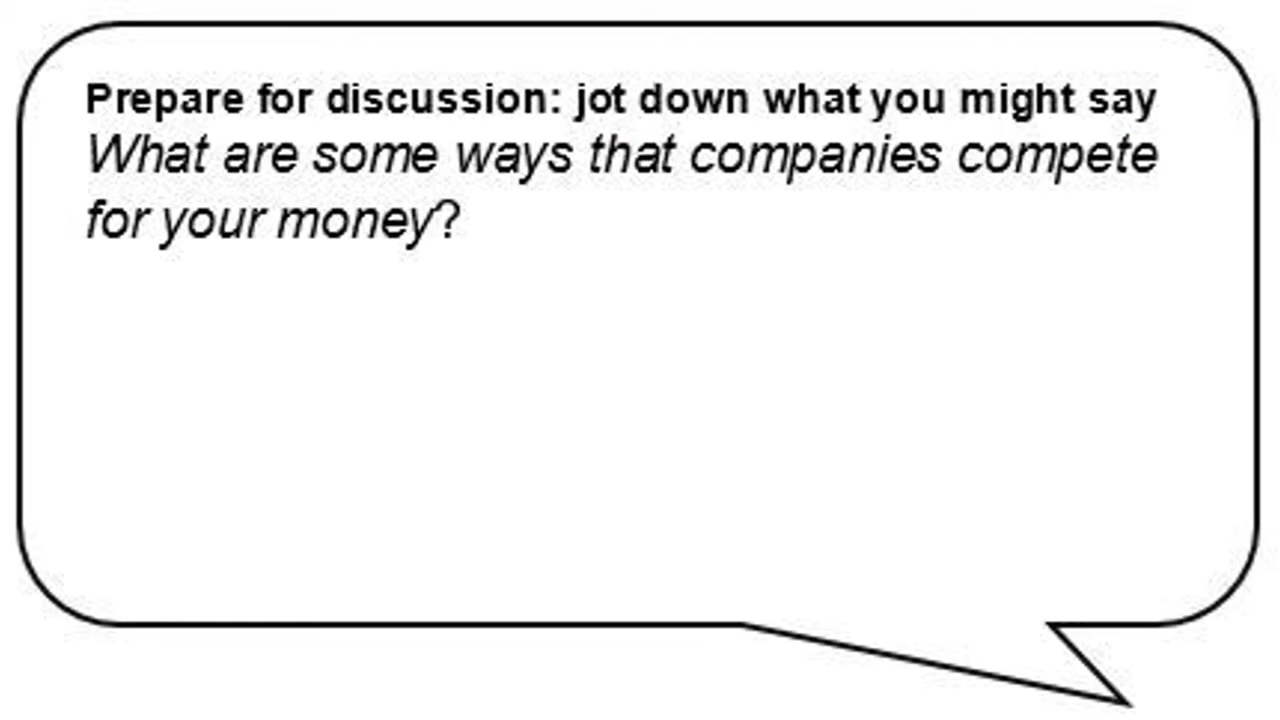 Prepare for discussion: jot down what you might say
What are some ways that companies compete
for your money?